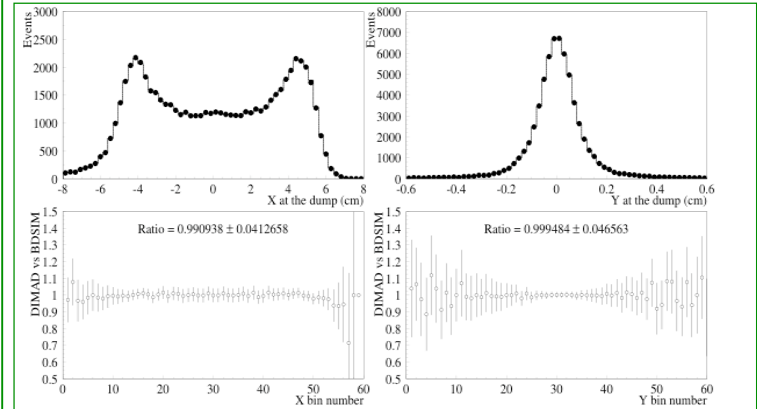 Events
3000
2500
2000
1500
1000
500
0
-8 -6 -4 -2 0 2 4 6 8
X at the dump (cm)
Events
8000
7000
6000
5000
4000
3000
2000
1000
0
-0.6 -0.4 -0.2 0 0.2 0.4 0.6
Y at the dump (cm)
DIMAD vs BDSIM
1.5
1.4
1.3
1.2
1.1
1
0.9
0.8
0.7
0.6
0.5
Ratio = 0.990938 ± 0.0412658
0 10 20 30 40 50 60
X bin number
DIMAD vs BDSIM
1.5
1.4
1.3
1.2
1.1
1
0.9
0.8
0.7
0.6
0.5
Ratio = 0.999484 ± 0.046563
0 10 20 30 40 50 60
Y bin number